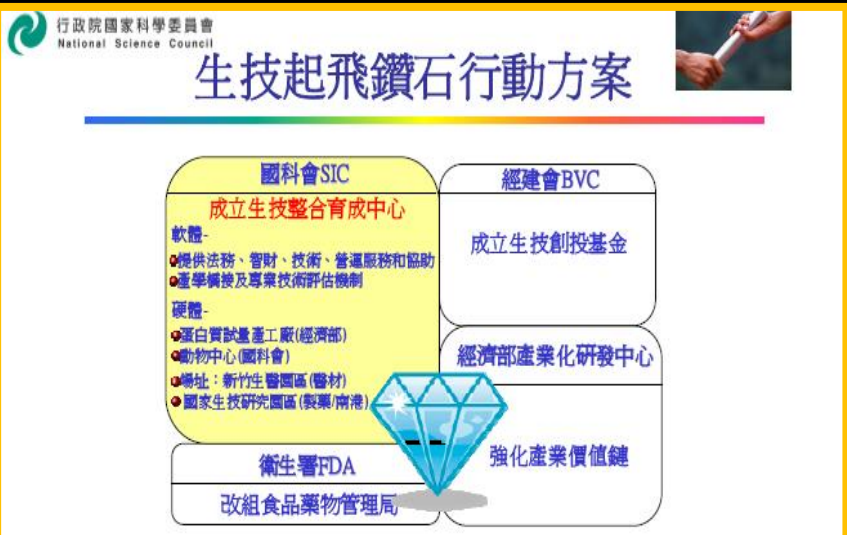 行政院國家科學委員會
National Science Council
生技起飛鑽石行動方案
國科會SIC
成立生技整合育成中心
軟體-
提供法務、智財、技術、營運服務和協助
產學橋接及專業技術評估機制
硬體-
蛋白質試量產工廠(經濟部)
動物中心(國科會)
場址：新竹生醫園區(醫材)
國家生技研究園區(製藥/南港)
經建會BVC
成立生技創投基金
經濟部產業化研發中心
強化產業價值鏈
衛生署FDA
改組食品藥物管理局